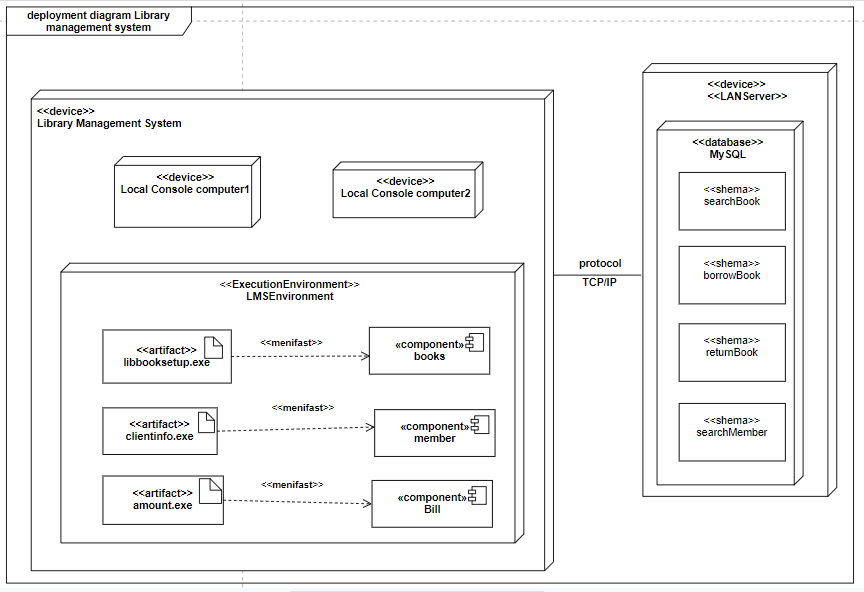 deployment diagram Library
management system
<<device>>
Library Management System
<<device>>
Local Console computer1
<<device>>
Local Console computer2
<<ExecutionEnvironment>>
LMSEnvironment
<<artifact>>
libbooksetup.exe
<<menifast>>
«component»
books
<<artifact>>
clientinfo.exe
<<menifast>>
«component»
member
<<artifact>>
amount.exe
<<menifast>>
«component»
Bill
protocol
TCP/IP
<<device>>
<<LANServer>>
<<database>>
MySQL
<<shema>>
searchBook
<<shema>>
borrowBook
<<shema>>
returnBook
<<shema>>
searchMember